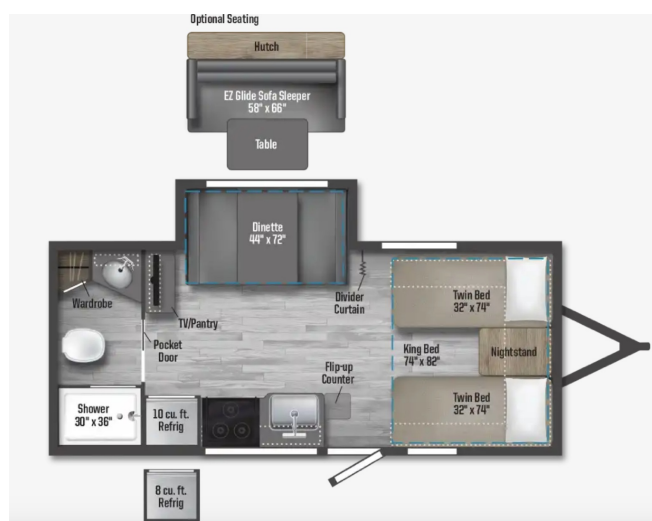 Optional Seating
Hutch
EZ Glide Sofa Sleeper
58" x 66"
Table
Dinette
44" x 72"
Wardrobe
TV/Pantry
Pocket
Door
Divider
Curtain
Twin Bed
32" x 74"
King Bed
74" x 82"
Nightstand
Flip-up
Counter
Twin Bed
32" x 74"
Shower
30" x 36"
10 cu. ft.
Refrig
8 cu. ft.
Refrig